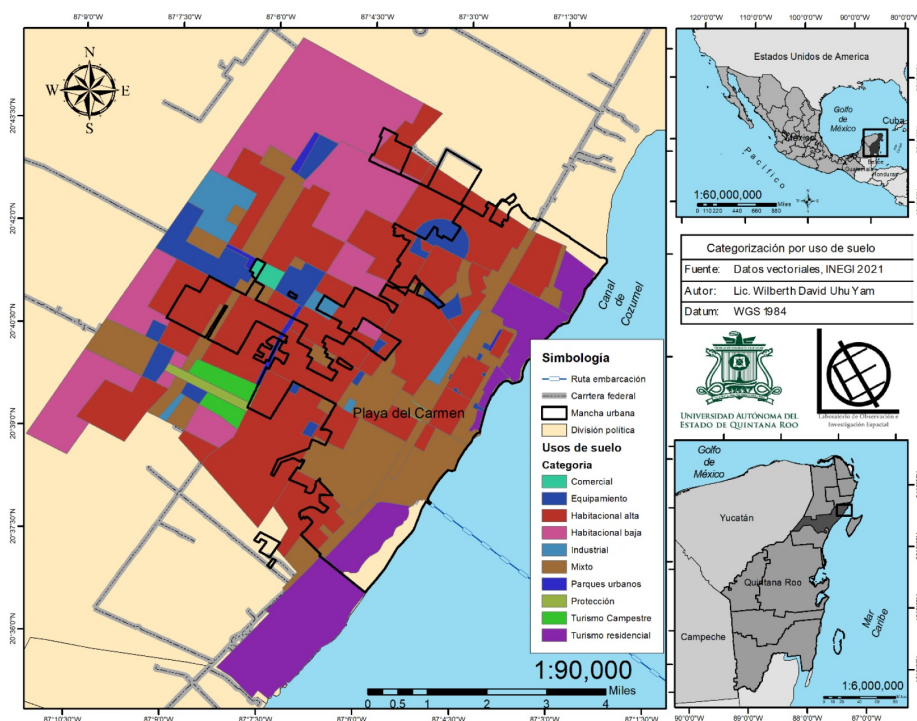 87°9'0"W
87°7'30"W
87°6'0"W
87°4'30"W
87°3'0"W
87°1'30"W
N
W
E
S
20°43'30"N
20°42'0"N
20°40'30"N
20°39'0"N
20°37'30"N
20°36'0"N
Canal
de
Cozumel
Playa del Carmen
Simbología
Ruta embarcación
Carrtera federal
Mancha urbana
División política
Usos de suelo
Categoria
Comercial
Equipamiento
Habitacional alta
Habitacional baja
Industrial
Mixto
Parques urbanos
Protección
Turismo Campestre
Turismo residencial
1:90,000
Miles
0 0.5 1 2 3 4
87°10'30"W
87°9'0"W
87°7'30"W
87°6'0"W
87°4'30"W
87°3'0"W
87°1'30"W
120°0'0"W
110°0'0"W
100°0'0"W
90°0'0"W
80°0'0"W
Estados Unidos de America
Golfo
de
México
Cuba
México
Belice
Guatemala
Honduras
Pacífico
1:60,000,000
Miles
0 110 220 440 660 880
Categorización por uso de suelo
Fuente: Datos vectoriales, INEGI 2021
Autor: Lic. Wilberth David Uhu Yam
Datum: WGS 1984
UNIVERSIDAD AUTÓNOMA DEL
ESTADO DE QUINTANA ROO
Laboratorio de Observación e
Investigación Espacial
Golfo
de
México
Yucatán
Quintana Roo
Campeche
Mar
Caribe
1:6,000,000
Miles
90°0'0"W
89°0'0"W
88°0'0"W
87°0'0"W